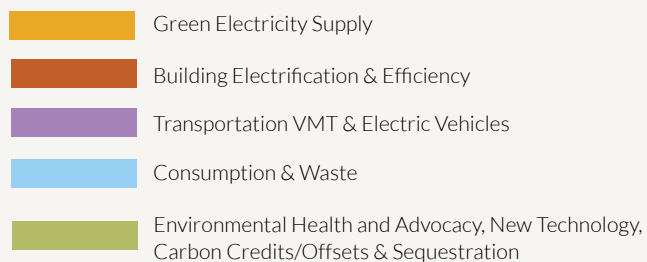 Green Electricity Supply
Building Electrification & Efficiency
Transportation VMT & Electric Vehicles
Consumption & Waste
Environmental Health and Advocacy, New Technology,
Carbon Credits/Offsets & Sequestration